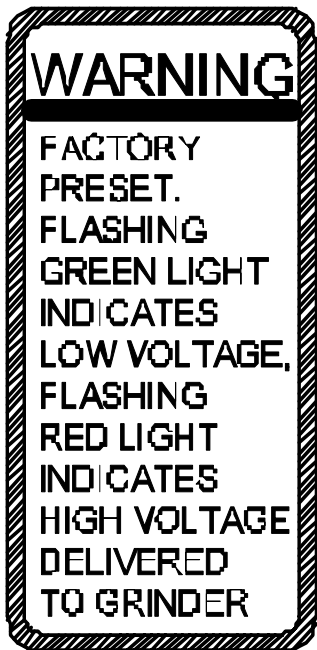 WARNING
FACTORY
PRESET.
FLASHING
GREEN LIGHT
INDICATES
LOW VOLTAGE,
FLASHING
RED LIGHT
INDICATES
HIGH VOLTAGE
DELIVERED
TO GRINDER